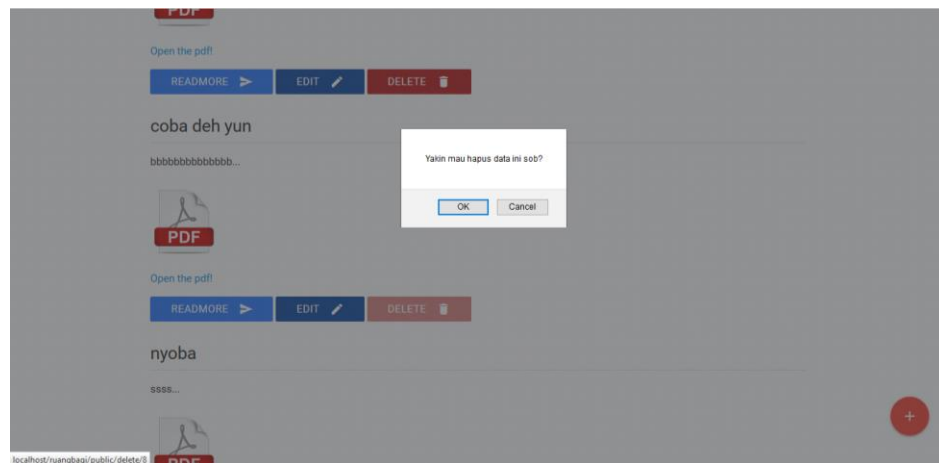 PDF
Open the pdf!
READMORE
EDIT
DELETE
coba deh yun
bbbbbbbbbbbbbb...
PDF
Open the pdf!
READMORE
EDIT
DELETE
nyoba
ssss...
PDF
Yakin mau hapus data ini sob?
OK
Cancel
+
localhost/ruangbagi/public/delete/8